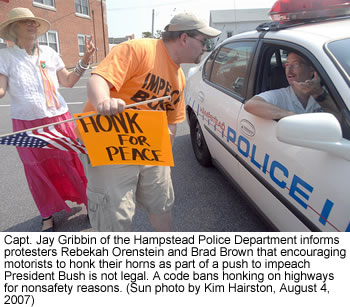 IMPEACH
HONK
FOR
PEACE
POLICE
Capt. Jay Gribbin of the Hampstead Police Department informs
protesters Rebekah Orenstein and Brad Brown that encouraging
motorists to honk their horns as part of a push to impeach
President Bush is not legal. A code bans honking on highways
for nonsafety reasons. (Sun photo by Kim Hairston, August 4,
2007)